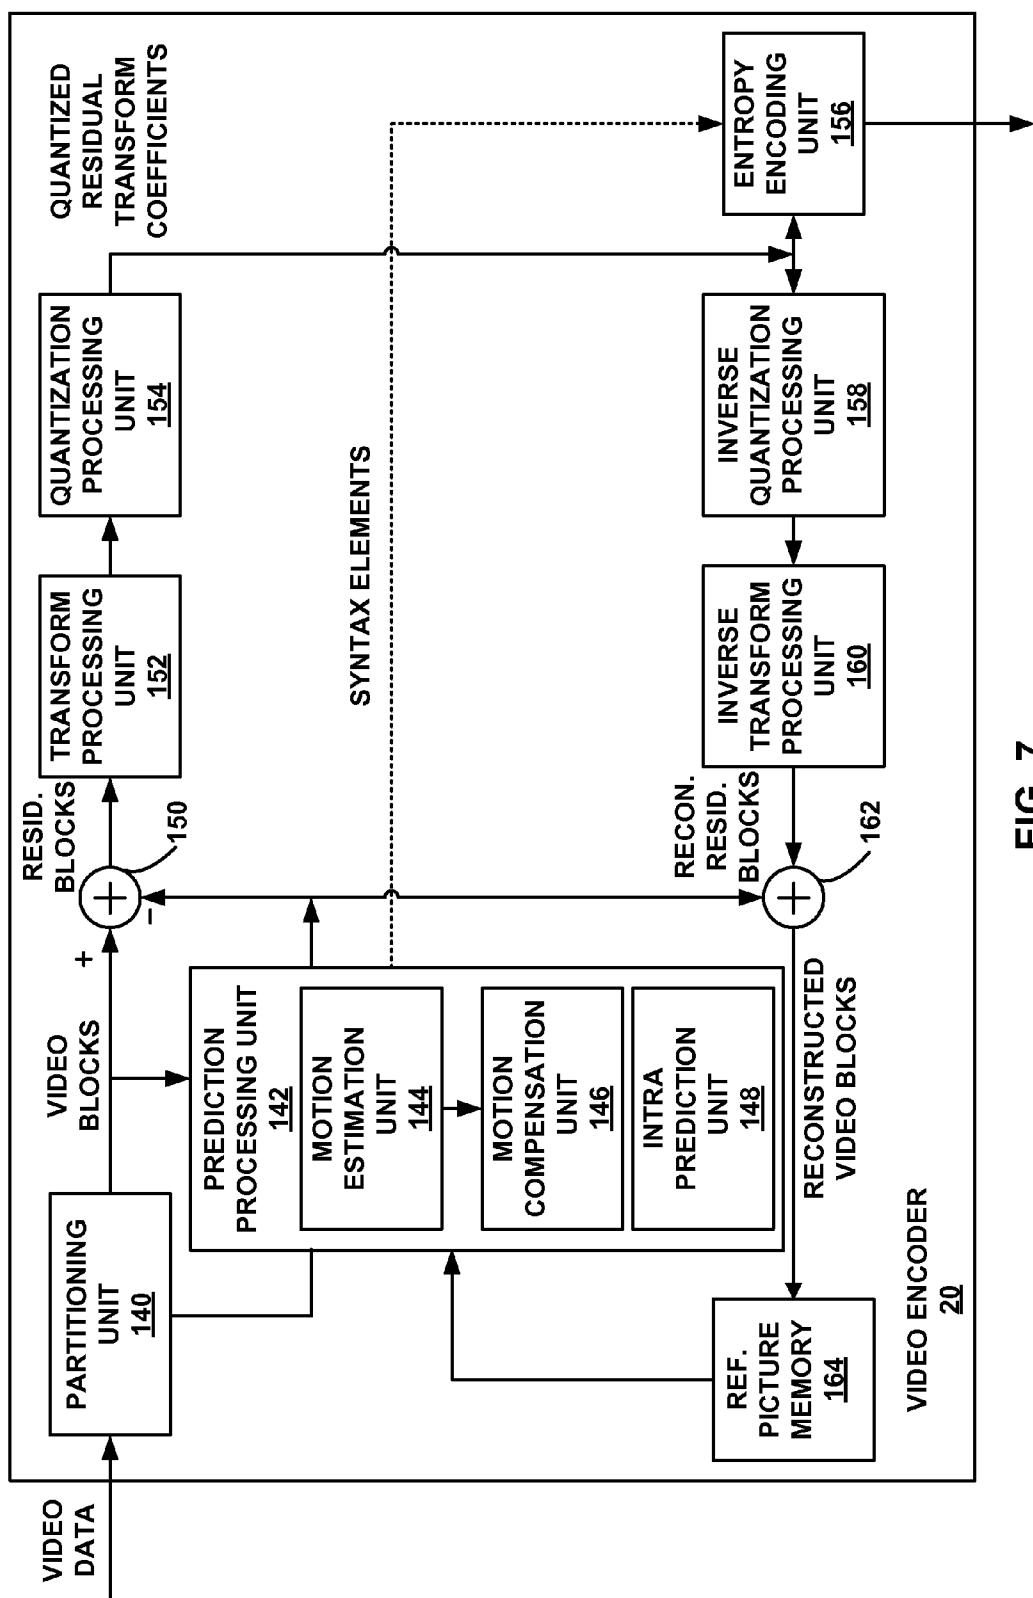 VIDEO
DATA
PARTITIONING
UNIT
140
VIDEO
BLOCKS
+
−
150
RESID.
BLOCKS
TRANSFORM
PROCESSING
UNIT
152
QUANTIZATION
PROCESSING
UNIT
154
QUANTIZED
RESIDUAL
TRANSFORM
COEFFICIENTS
PREDICTION
PROCESSING UNIT
142
MOTION
ESTIMATION
UNIT
144
MOTION
COMPENSATION
UNIT
146
INTRA
PREDICTION
UNIT
148
SYNTAX ELEMENTS
REF.
PICTURE
MEMORY
164
RECONSTRUCTED
VIDEO BLOCKS
162
RECON.
RESID.
BLOCKS
INVERSE
TRANSFORM
PROCESSING
UNIT
160
INVERSE
QUANTIZATION
PROCESSING
UNIT
158
ENTROPY
ENCODING
UNIT
156
VIDEO ENCODER
20
FIG. 7